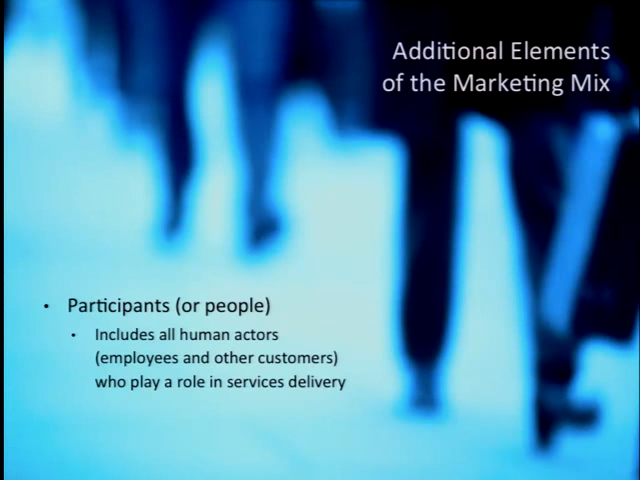 Additional Elements
of the Marketing Mix
• Participants (or people)
• Includes all human actors
(employees and other customers)
who play a role in services delivery